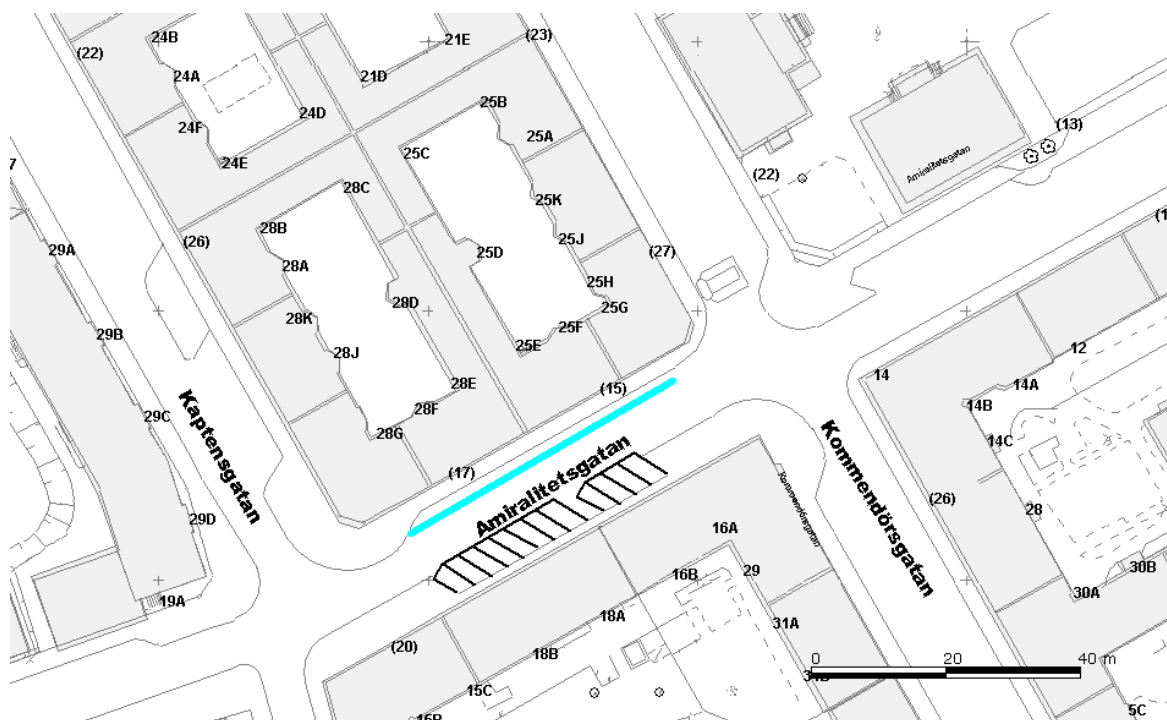 24B
(22)
21E
(23)
24A
21D
24F
24D
25B
25A
24E
25C
(13)
Amiralitetsgatan
(22)
28C
25K
28B
25J
(27)
(26)
29A
28A
25D
25H
28D
25G
28K
25F
29B
28J
25E
12
14
28E
(15)
14A
28F
14B
29C
28G
14C
Kaptensgatan
(17)
Amiralitetsgatan
Kommendörsgatan
Kommendörsgatan
(26)
28
29D
16A
30B
16B
29
30A
19A
18A
31A
(20)
18B
0 20 40 m
15C
5C